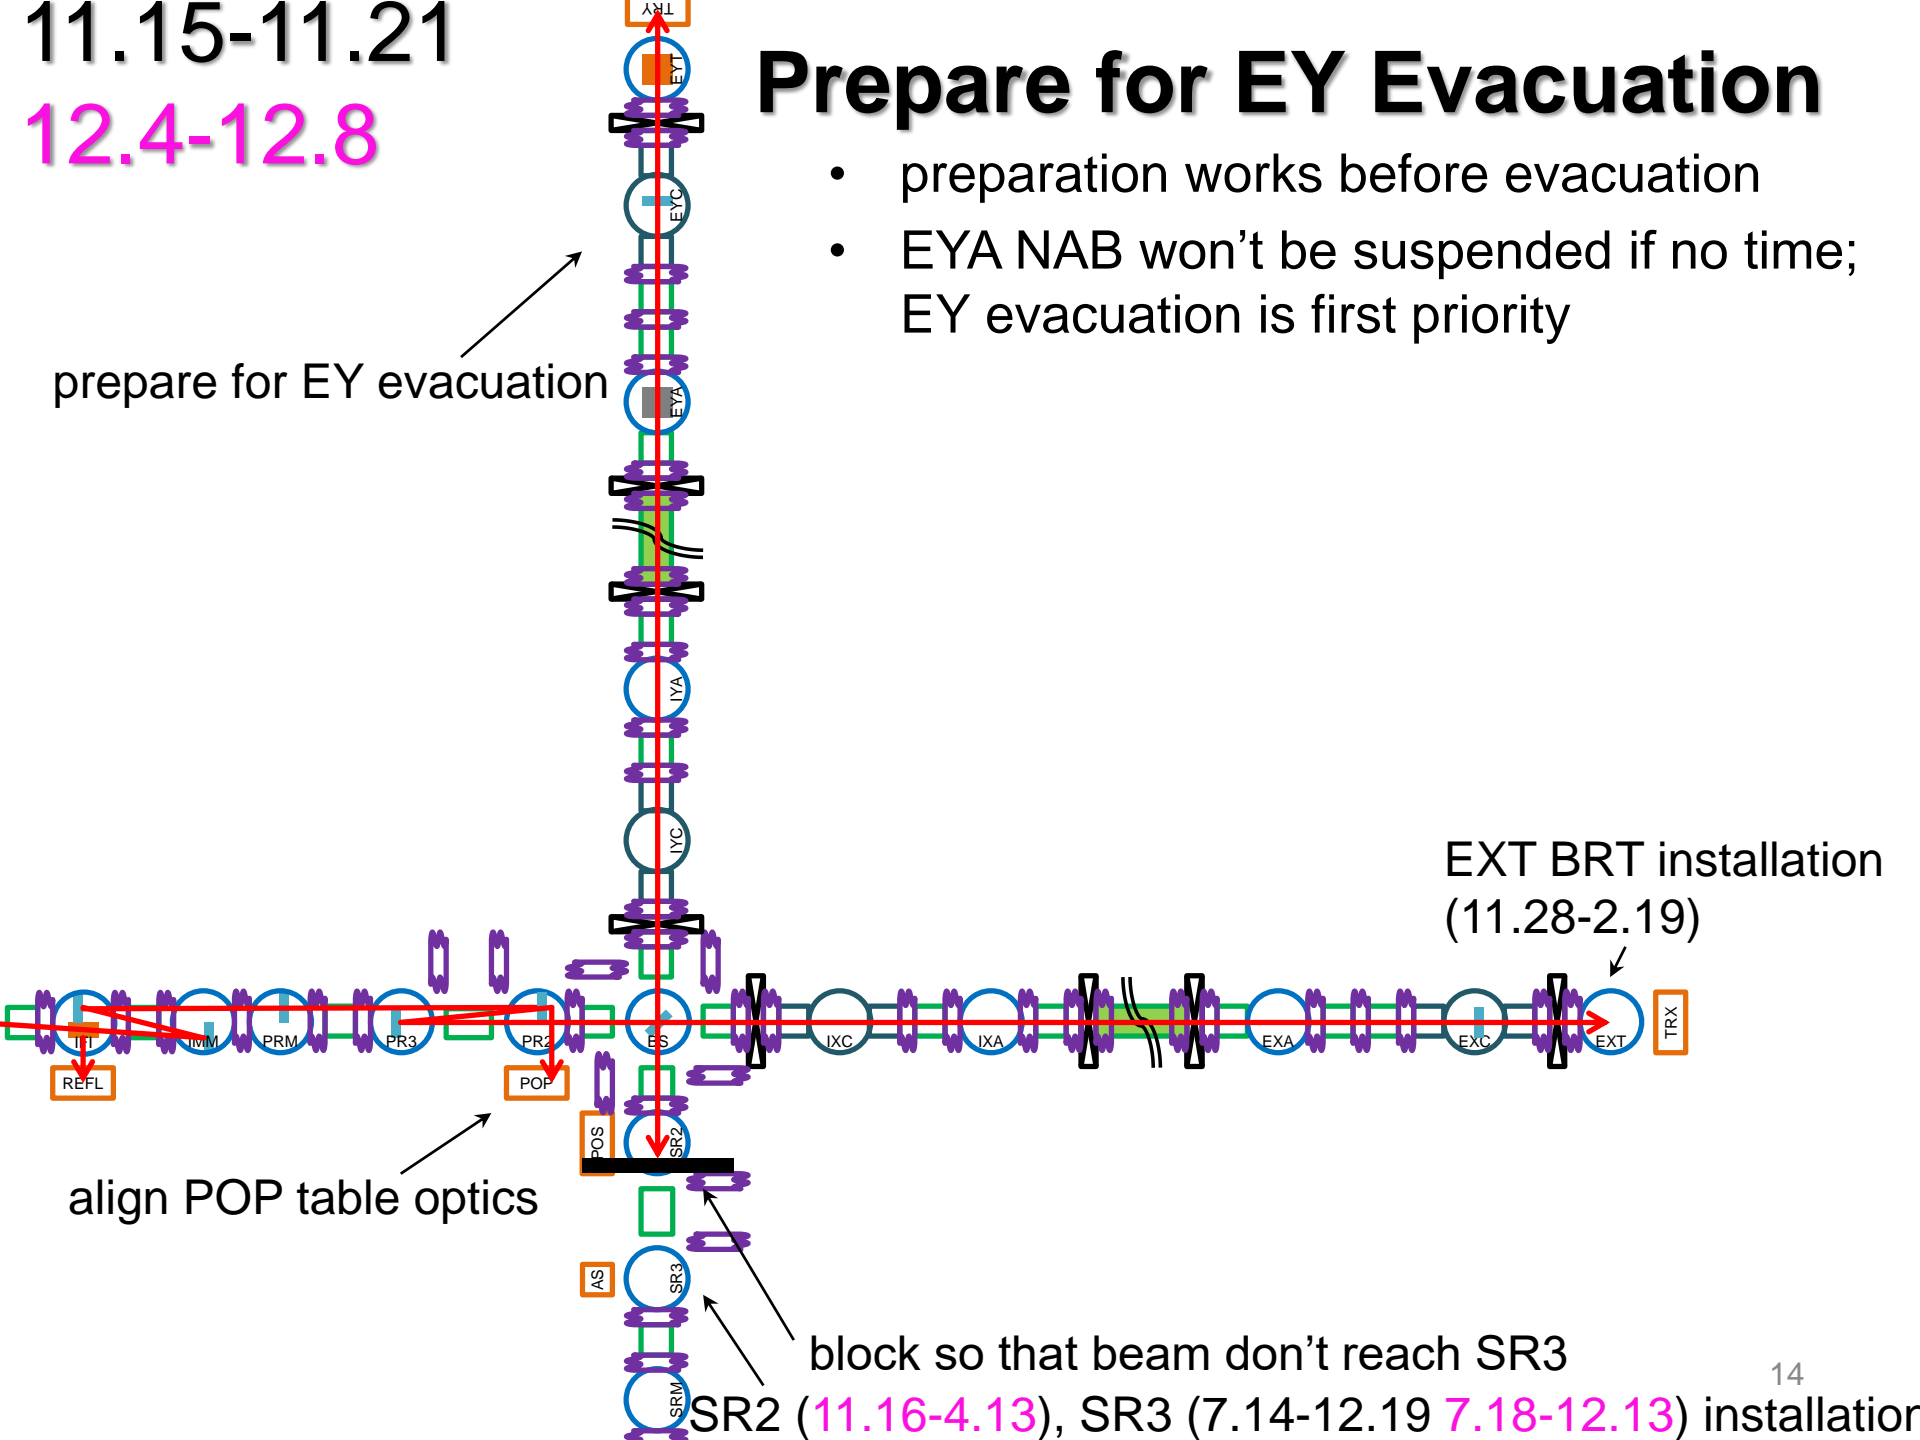 11.15-11.21
12.4-12.8
Prepare for EY Evacuation
• preparation works before evacuation
• EYA NAB won’t be suspended if no time;
EY evacuation is first priority
TRY
EYT
EYC
prepare for EY evacuation
EYA
IYA
IYC
EXT BRT installation
(11.28-2.19)
IFI
IMM
PRM
PR3
PR2
BS
IXC
IXA
EXA
EXC
EXT
TRX
REFL
POP
POS
SR2
align POP table optics
AS
SR3
block so that beam don’t reach SR3
14
SRM
SR2 (11.16-4.13), SR3 (7.14-12.19 7.18-12.13) installation